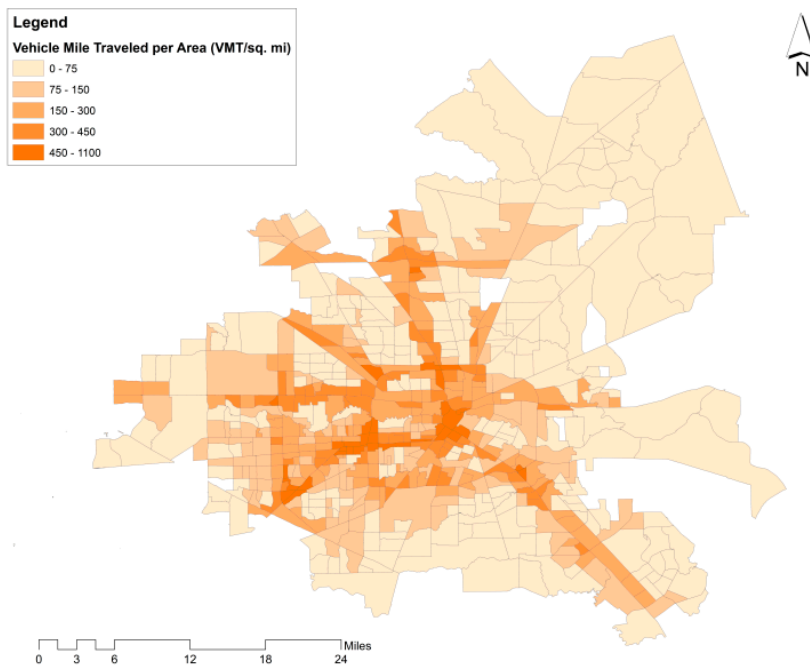 Legend
Vehicle Mile Traveled per Area (VMT/sq. mi)
0 - 75
75 - 150
150 - 300
300 - 450
450 - 1100
N
Miles
0 3 6 12 18 24